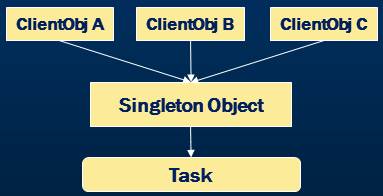 ClientObj A
ClientObj B
ClientObj C
Singleton Object
Task